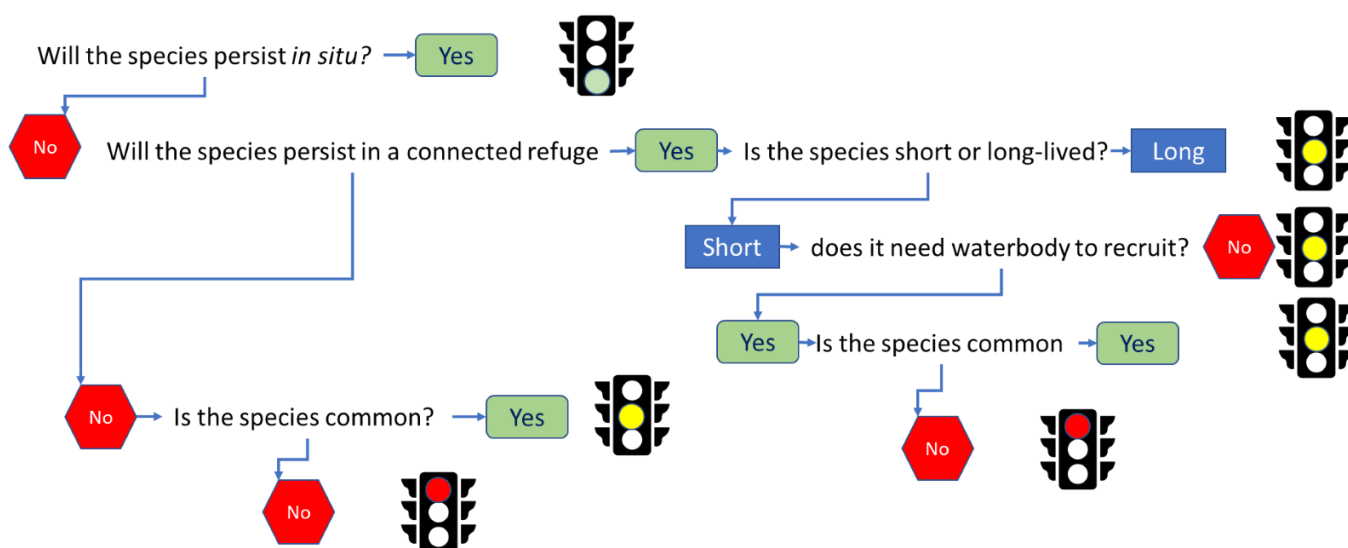 Will the species persist in situ?
Yes
No
Will the species persist in a connected refuge
Yes
Is the species short or long-lived?
Long
Short
does it need waterbody to recruit?
No
Yes
Is the species common
Yes
No
Is the species common?
Yes
No
No